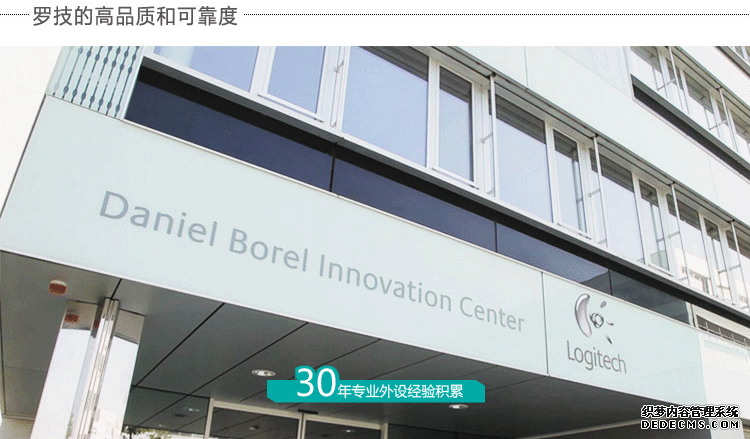 罗技的高品质和可靠度
Daniel Borel Innovation Center
Logitech
30年专业外设经验积累
织梦内容管理系统
DEDECMS.COM